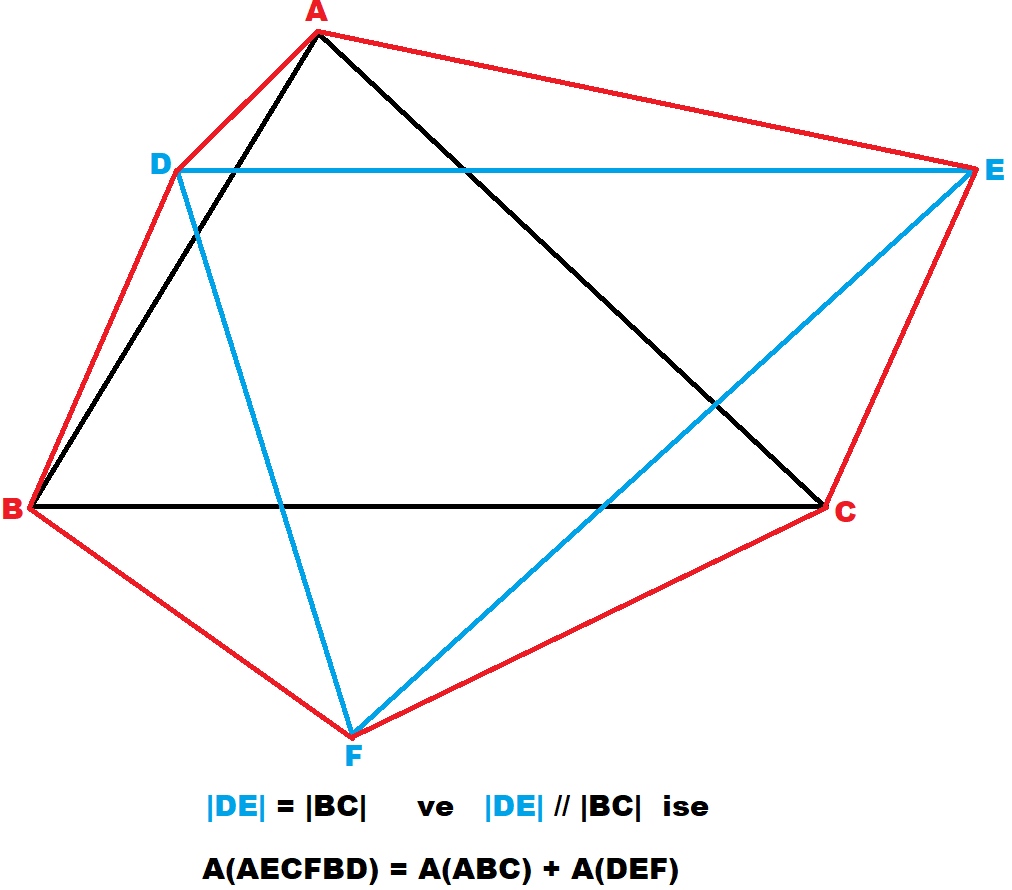 A
D
E
B
C
F
|DE| = |BC| ve |DE| // |BC| ise
A(AECFBD) = A(ABC) + A(DEF)